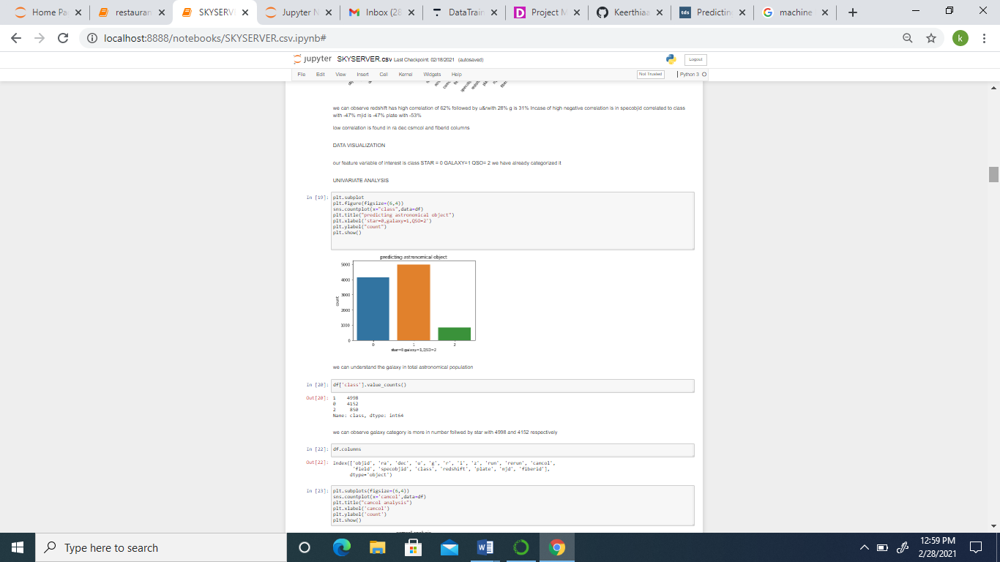 Home Pa
restauran
SKYSERV
Jupyter N
Inbox (28
DataTrain
Project M
Keerthiaa
tds Predictin
machine
localhost:8888/notebooks/SKYSERVER.csv.ipynb#
k
jupyter SKYSERVER.csv Last Checkpoint: 02/18/2021 (autosaved)
Logout
File Edit View Insert Cell Kernel Widgets Help
Not Trusted
Python 3
we can observe redshift has high correlation of 62% followed by u&rwith 28% g is 31% Incase of high negative correlation is in specobjid correlated to class
with -47% mjid is -47% plate with -53%
low correlation is found in ra dec csmcol and fiberid columns
DATA VISUALIZATION
our feature variable of interest is class STAR = 0 GALAXY=1 QSO= 2 we have already categorized it
UNIVARIATE ANALYSIS
In [19]: plt.subplot
plt.figure(figsize=(6,4))
sns.countplot(x="class",data=df)
plt.title("predicting astronomical object")
plt.xlabel('star=0,galaxy=1,QSO=2')
plt.ylabel("count")
plt.show()
predicting astronomical object
5000
4000
3000
2000
1000
0
count
0 1 2
star=0 galaxy=1,QSO=2
we can understand the galaxy in total astronomical population
In [20]: df['class'].value_counts()
Out[20]: 1 4998
0 4152
2 850
Name: class, dtype: int64
we can observe galaxy category is more in number follwed by star with 4998 and 4152 respectively
In [22]: df.columns
Out[22]: Index(['objid', 'ra', 'dec', 'u', 'g', 'r', 'i', 'z', 'run', 'rerun', 'camcol',
'field', 'specobjid', 'class', 'redshift', 'plate', 'mjd', 'fiberid'],
dtype='object')
In [23]: plt.subplots(figsize=(6,4))
sns.countplot(x='camcol',data=df)
plt.title("camcol analysis")
plt.xlabel('camcol')
plt.ylabel('count')
plt.show()
Type here to search
12:59 PM
2/28/2021